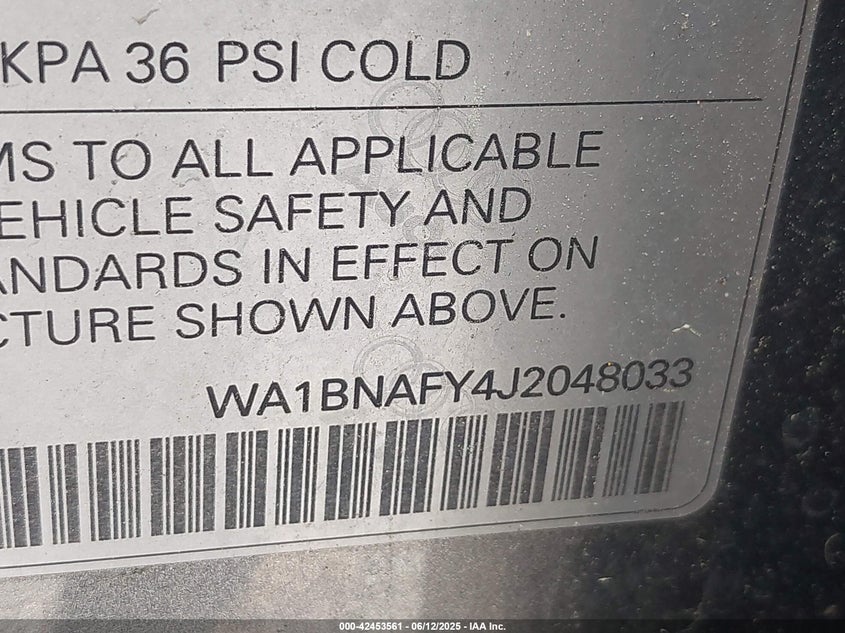 KPA 36 PSI COLD
MS TO ALL APPLICABLE
EHICLE SAFETY AND
ANDARDS IN EFFECT ON
CTURE SHOWN ABOVE.
WA1BNAFY4J2048033
000-42453561 - 06/12/2025 - IAA Inc.